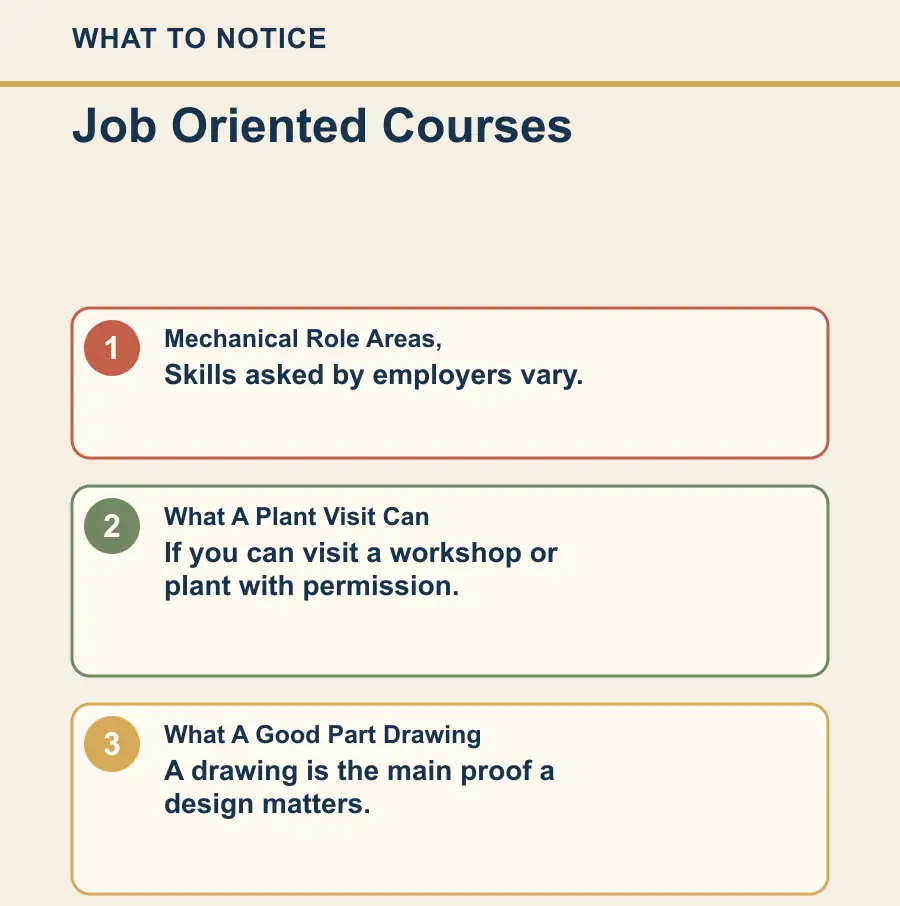 WHAT TO NOTICE
Job Oriented Courses
1
Mechanical Role Areas,
Skills asked by employers vary.
2
What A Plant Visit Can
If you can visit a workshop or
plant with permission.
3
What A Good Part Drawing
A drawing is the main proof a
design matters.